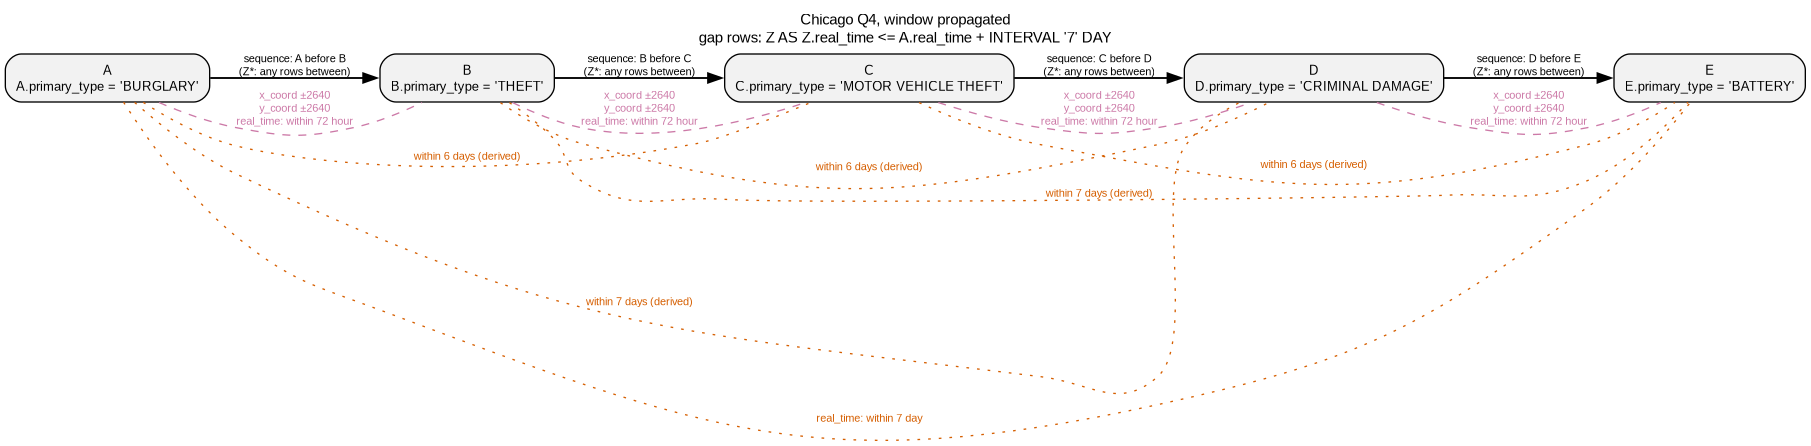 Chicago Q4, window propagated
gap rows: Z AS Z.real_time <= A.real_time + INTERVAL '7' DAY
A
A.primary_type = 'BURGLARY'
sequence: A before B
(Z*: any rows between)
B
B.primary_type = 'THEFT'
sequence: B before C
(Z*: any rows between)
C
C.primary_type = 'MOTOR VEHICLE THEFT'
sequence: C before D
(Z*: any rows between)
D
D.primary_type = 'CRIMINAL DAMAGE'
sequence: D before E
(Z*: any rows between)
E
E.primary_type = 'BATTERY'
x_coord ±2640
y_coord ±2640
real_time: within 72 hour
x_coord ±2640
y_coord ±2640
real_time: within 72 hour
x_coord ±2640
y_coord ±2640
real_time: within 72 hour
x_coord ±2640
y_coord ±2640
real_time: within 72 hour
within 6 days (derived)
within 6 days (derived)
within 6 days (derived)
within 7 days (derived)
within 7 days (derived)
real_time: within 7 day